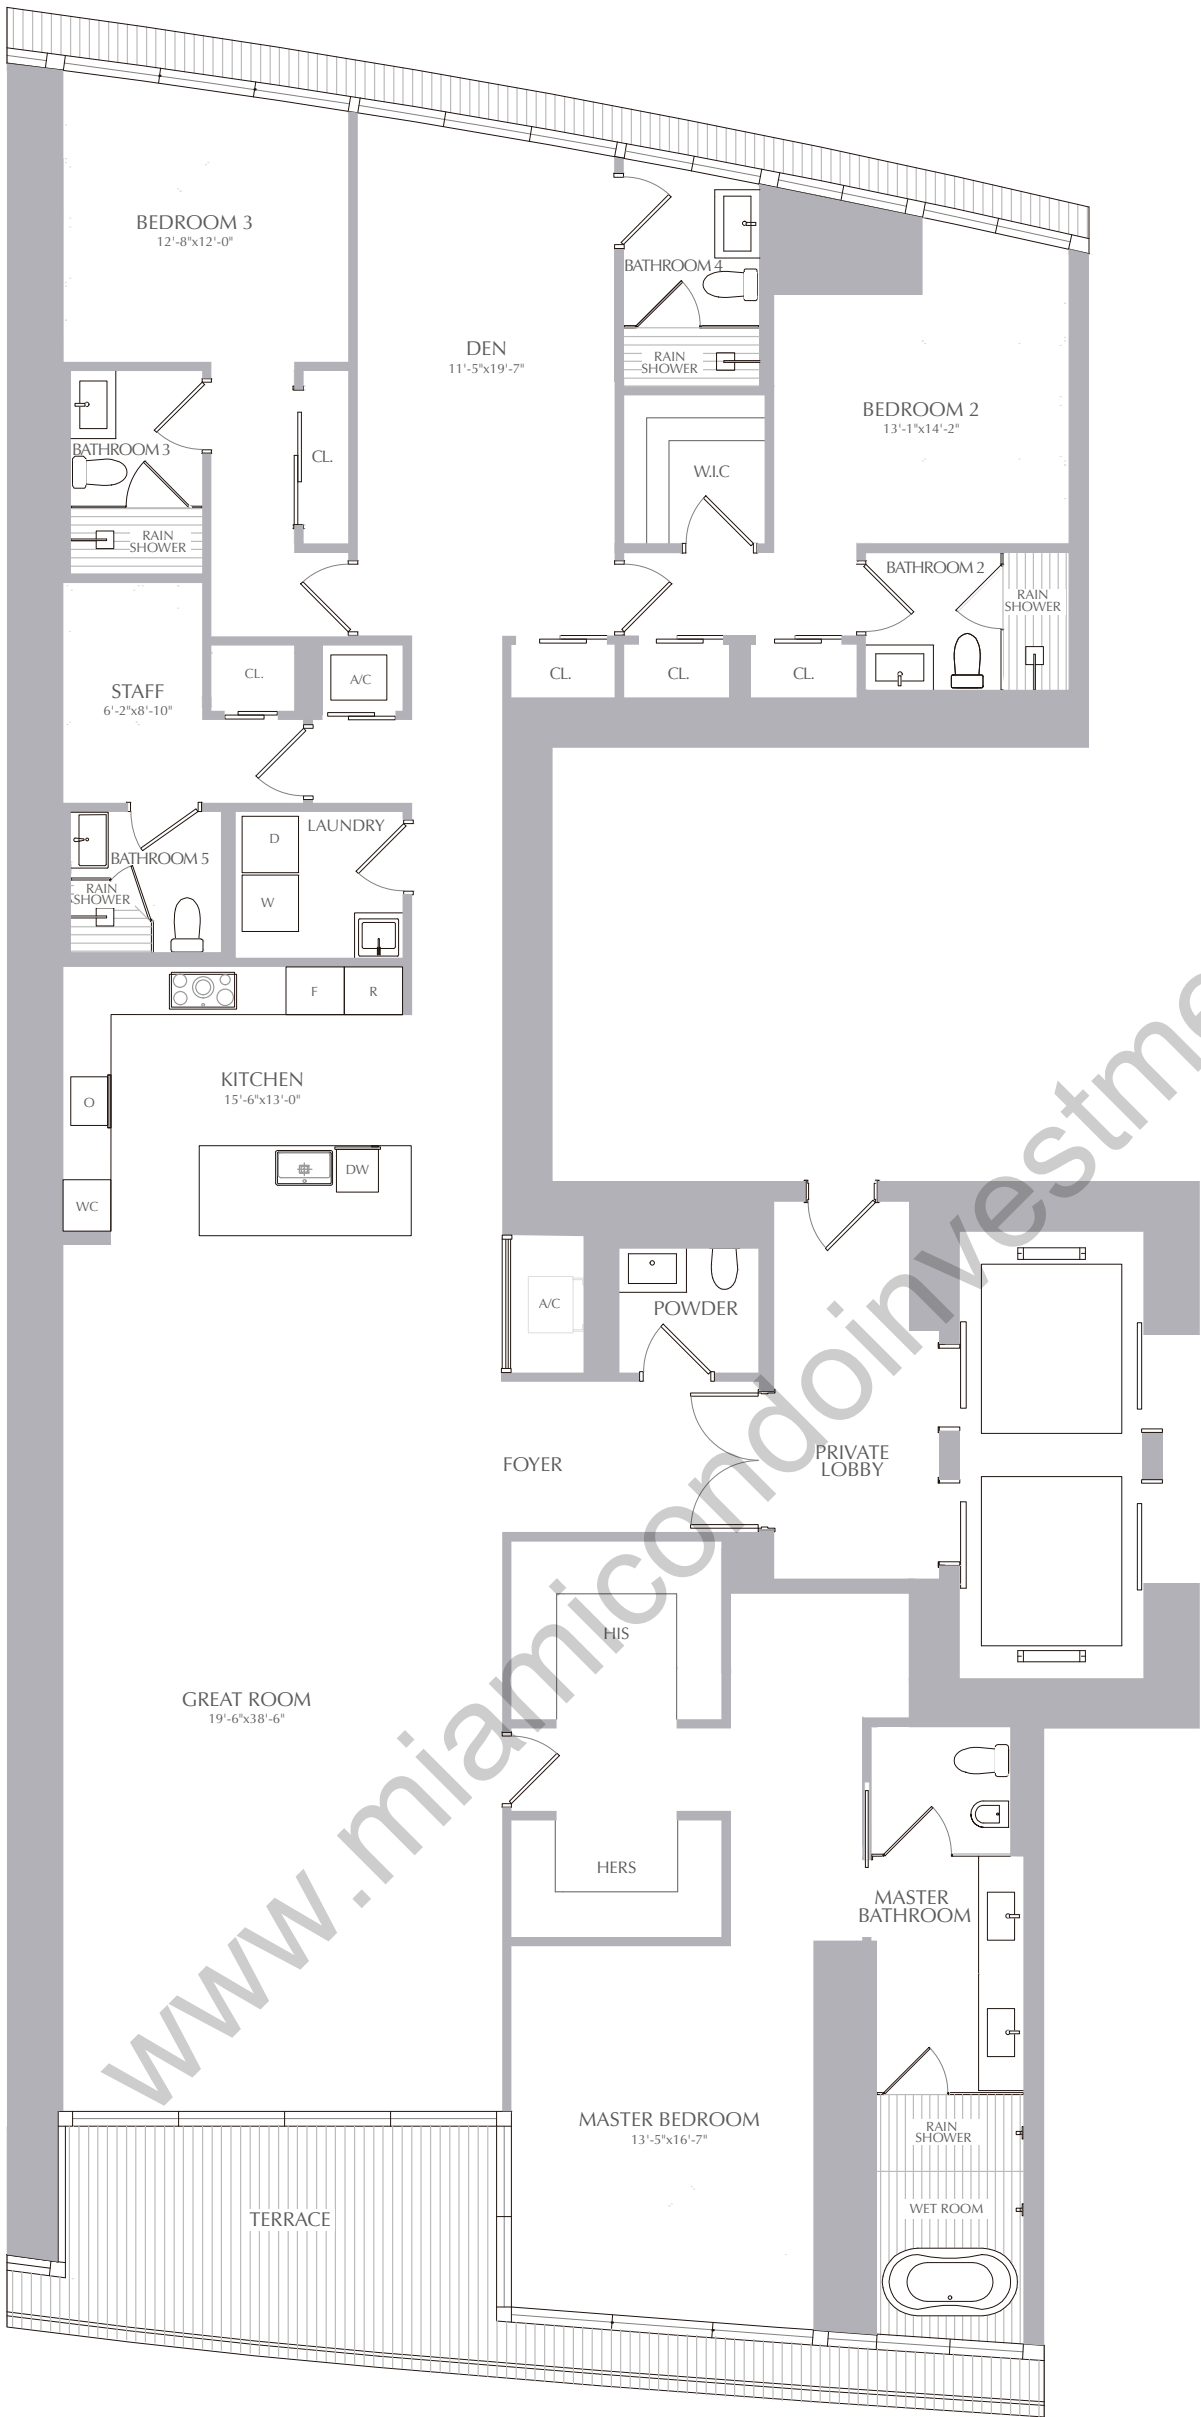 BEDROOM 3
12'-8"x12'-0"
BATHROOM 4
RAIN
SHOWER
DEN
11'-5"x19'-7"
BEDROOM 2
13'-1"x14'-2"
BATHROOM 3
CL.
W.I.C
RAIN
SHOWER
BATHROOM 2
RAIN
SHOWER
STAFF
6'-2"x8'-10"
CL.
A/C
CL.
CL.
CL.
D
LAUNDRY
BATHROOM 5
RAIN
SHOWER
W
F
R
KITCHEN
15'-6"x13'-0"
O
DW
WC
A/C
POWDER
FOYER
PRIVATE
LOBBY
HIS
GREAT ROOM
19'-6"x38'-6"
HERS
MASTER
BATHROOM
MASTER BEDROOM
13'-5"x16'-7"
RAIN
SHOWER
WET ROOM
TERRACE
www.miamicondoinvestme